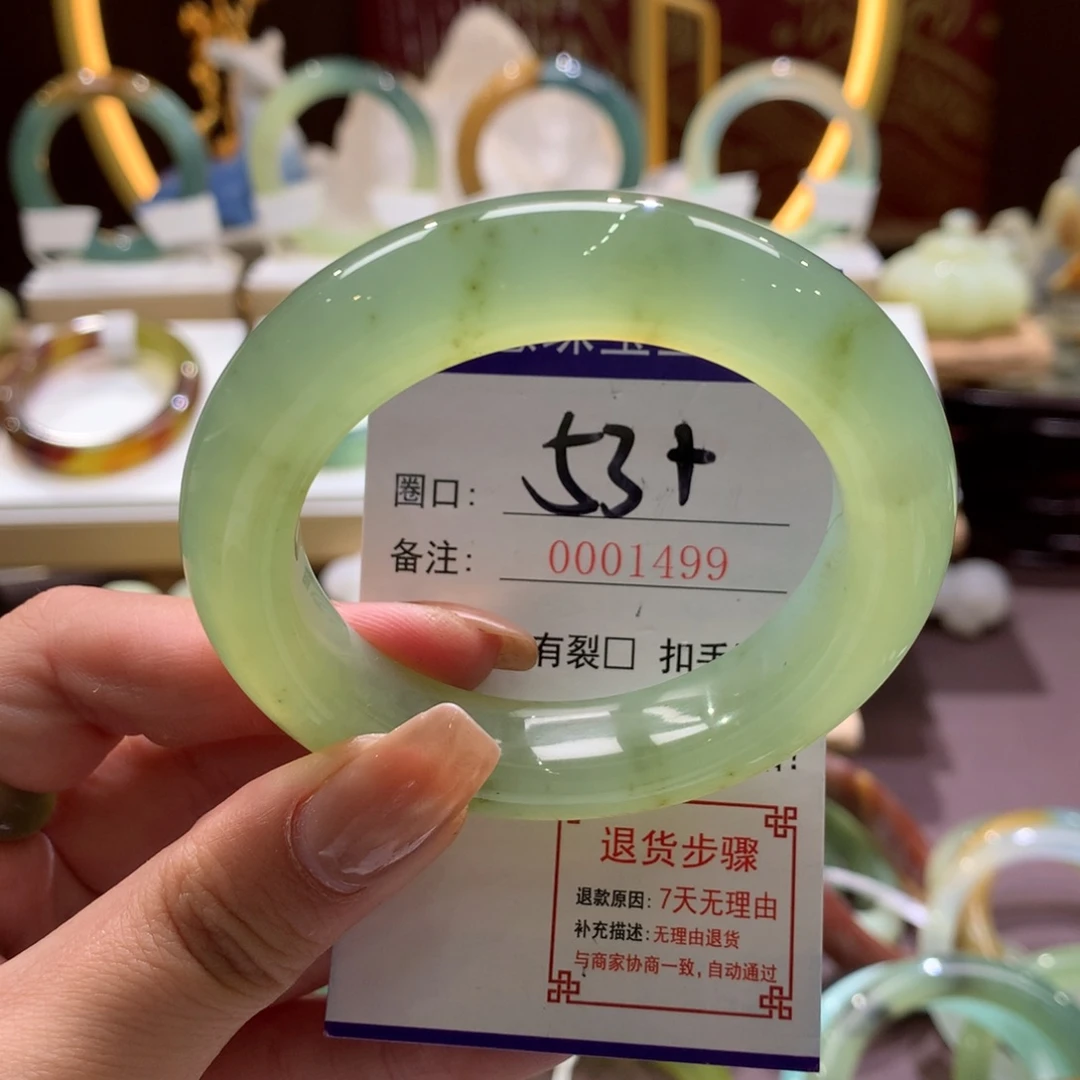 圈口: 53+
备注: 0001499
有裂□ 扣手
退货步骤
退款原因: 7天无理由
补充描述: 无理由退货
与商家协商一致, 自动通过